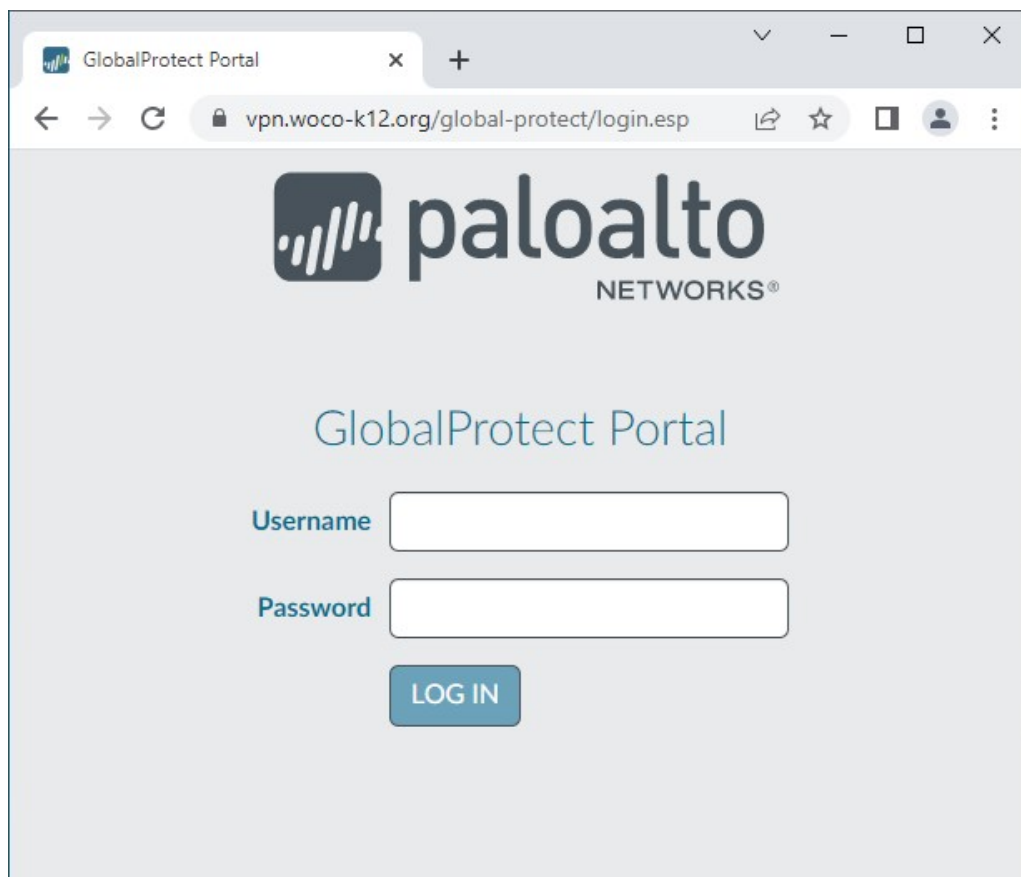 GlobalProtect Portal
vpn.woco-k12.org/global-protect/login.esp
paloalto
NETWORKS®
GlobalProtect Portal
Username
Password
LOG IN